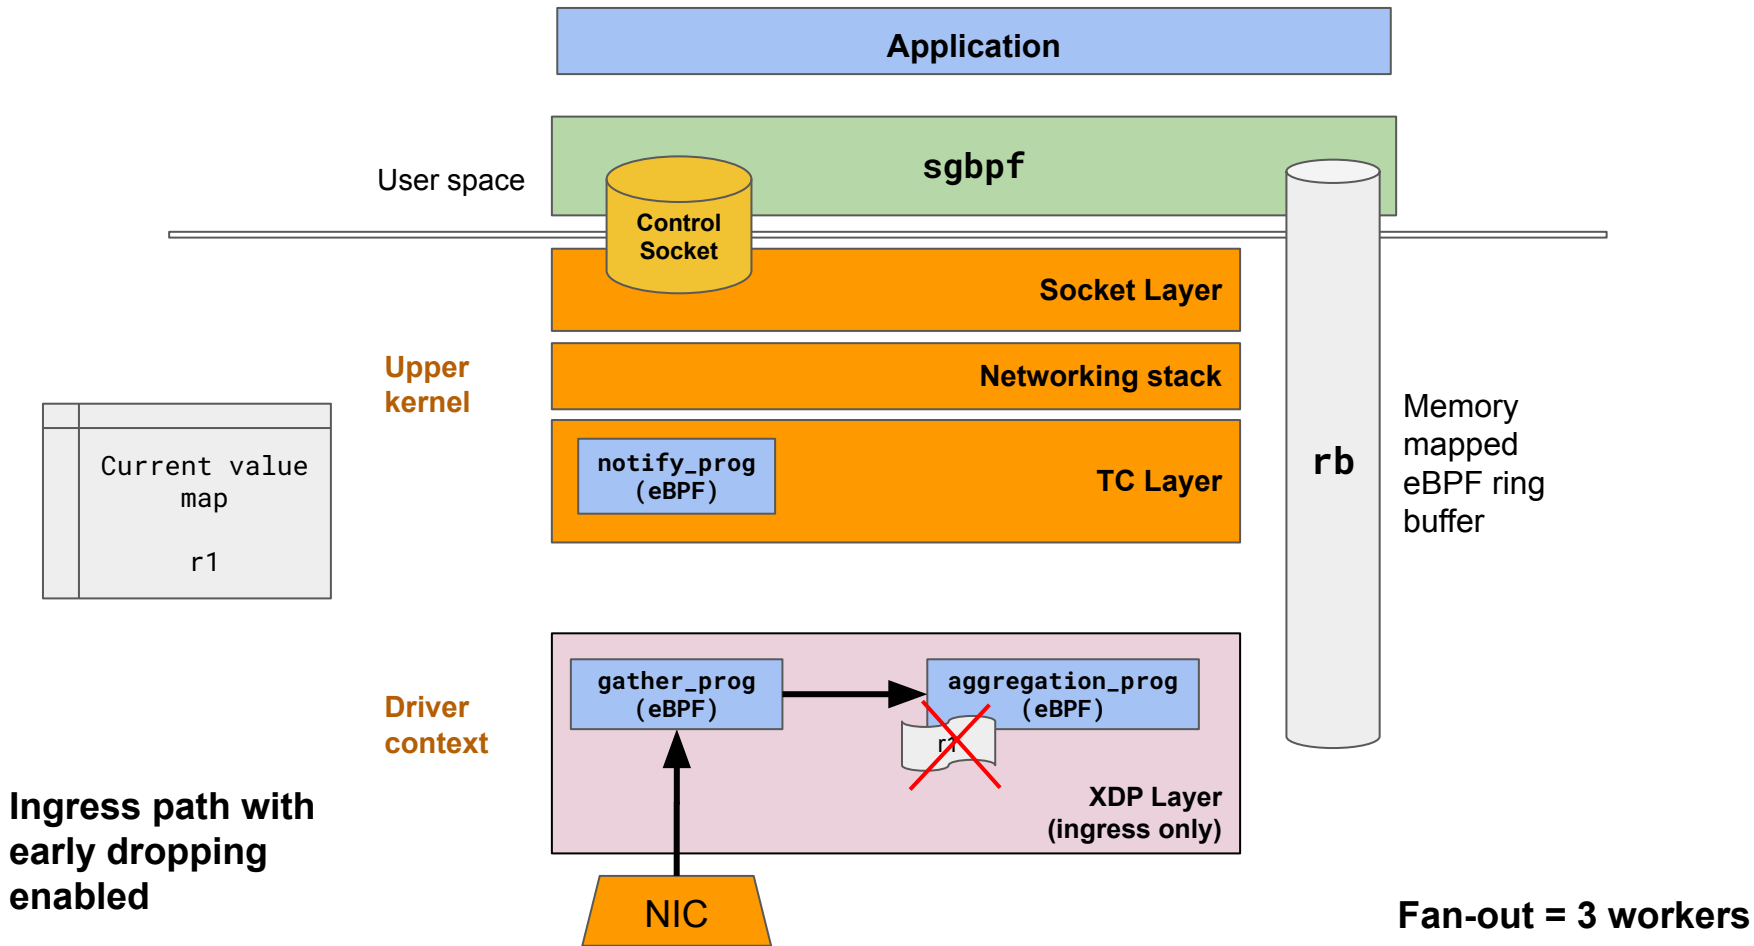 Application
sgbpf
User space
Control
Socket
Socket Layer
Upper
kernel
Networking stack
Current value
map
r1
notify_prog
(eBPF)
TC Layer
rb
Memory
mapped
eBPF ring
buffer
Driver
context
gather_prog
(eBPF)
aggregation_prog
(eBPF)
r1
XDP Layer
(ingress only)
Ingress path with
early dropping
enabled
NIC
Fan-out = 3 workers